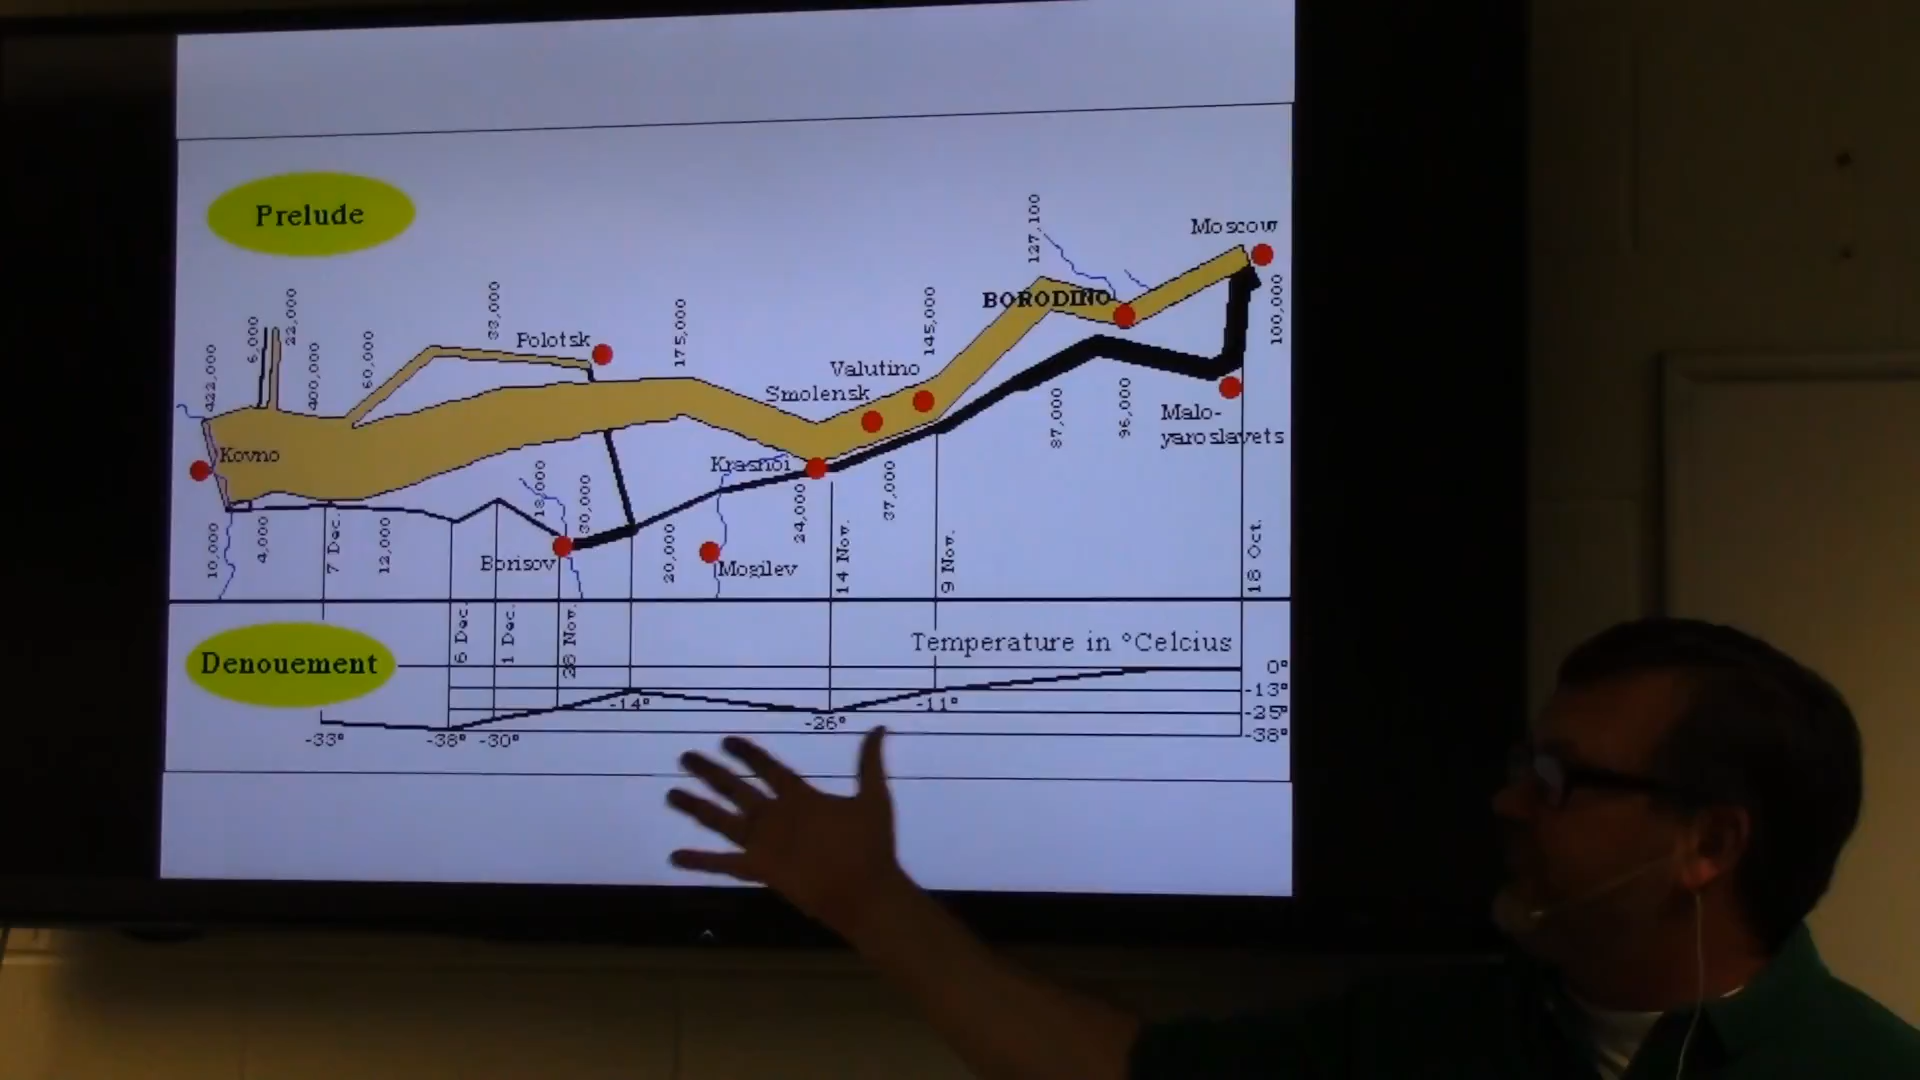 Prelude
Moscow
127,100
BORODINO
100,000
6,000
22,000
33,000
Polotsk
175,000
145,000
Valutino
422,000
400,000
60,000
Smolensk
87,000
96,000
Malo-
yaroslavets
Kovno
Krasnoi
18,000
30,000
24,000
37,000
10,000
4,000
7 Dec.
12,000
Borisov
20,000
Mogilev
14 Nov.
9 Nov.
18 Oct.
6 Dec.
1 Dec.
28 Nov.
Temperature in °Celcius
Denouement
0°
-13°
-14°
-11°
-25°
-26°
-33°
-38°
-30°
-38°